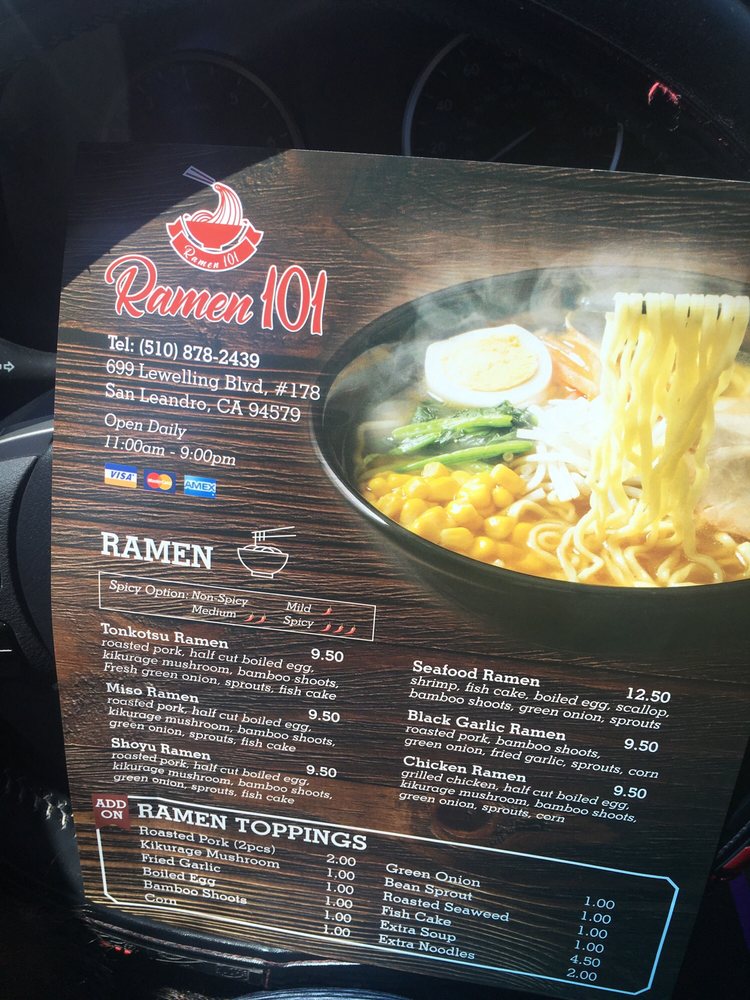 Ramen 101
Ramen 101
Tel: (510) 878-2439
699 Lewelling Blvd, #178
San Leandro, CA 94579
Open Daily
11:00am - 9:00pm
VISA MasterCard AMEX
RAMEN
Spicy Option: Non-Spicy Mild
Medium Spicy
Tonkotsu Ramen 9.50
roasted pork, half cut boiled egg,
kikurage mushroom, bamboo shoots,
Fresh green onion, sprouts, fish cake
Miso Ramen 9.50
roasted pork, half cut boiled egg,
kikurage mushroom, bamboo shoots,
green onion, sprouts, fish cake
Shoyu Ramen 9.50
roasted pork, half cut boiled egg,
kikurage mushroom, bamboo shoots,
green onion, sprouts, fish cake
Seafood Ramen 12.50
shrimp, fish cake, boiled egg, scallop,
bamboo shoots, green onion, sprouts
Black Garlic Ramen 9.50
roasted pork, bamboo shoots,
green onion, fried garlic, sprouts, corn
Chicken Ramen 9.50
grilled chicken, half cut boiled egg,
kikurage mushroom, bamboo shoots,
green onion, sprouts, corn
ADD
ON
RAMEN TOPPINGS
Roasted Pork (2pcs) 2.00
Kikurage Mushroom 1.00
Fried Garlic 1.00
Boiled Egg 1.00
Bamboo Shoots 1.00
Corn 1.00
Green Onion 1.00
Bean Sprout 1.00
Roasted Seaweed 1.00
Fish Cake 1.00
Extra Soup 4.50
Extra Noodles 2.00